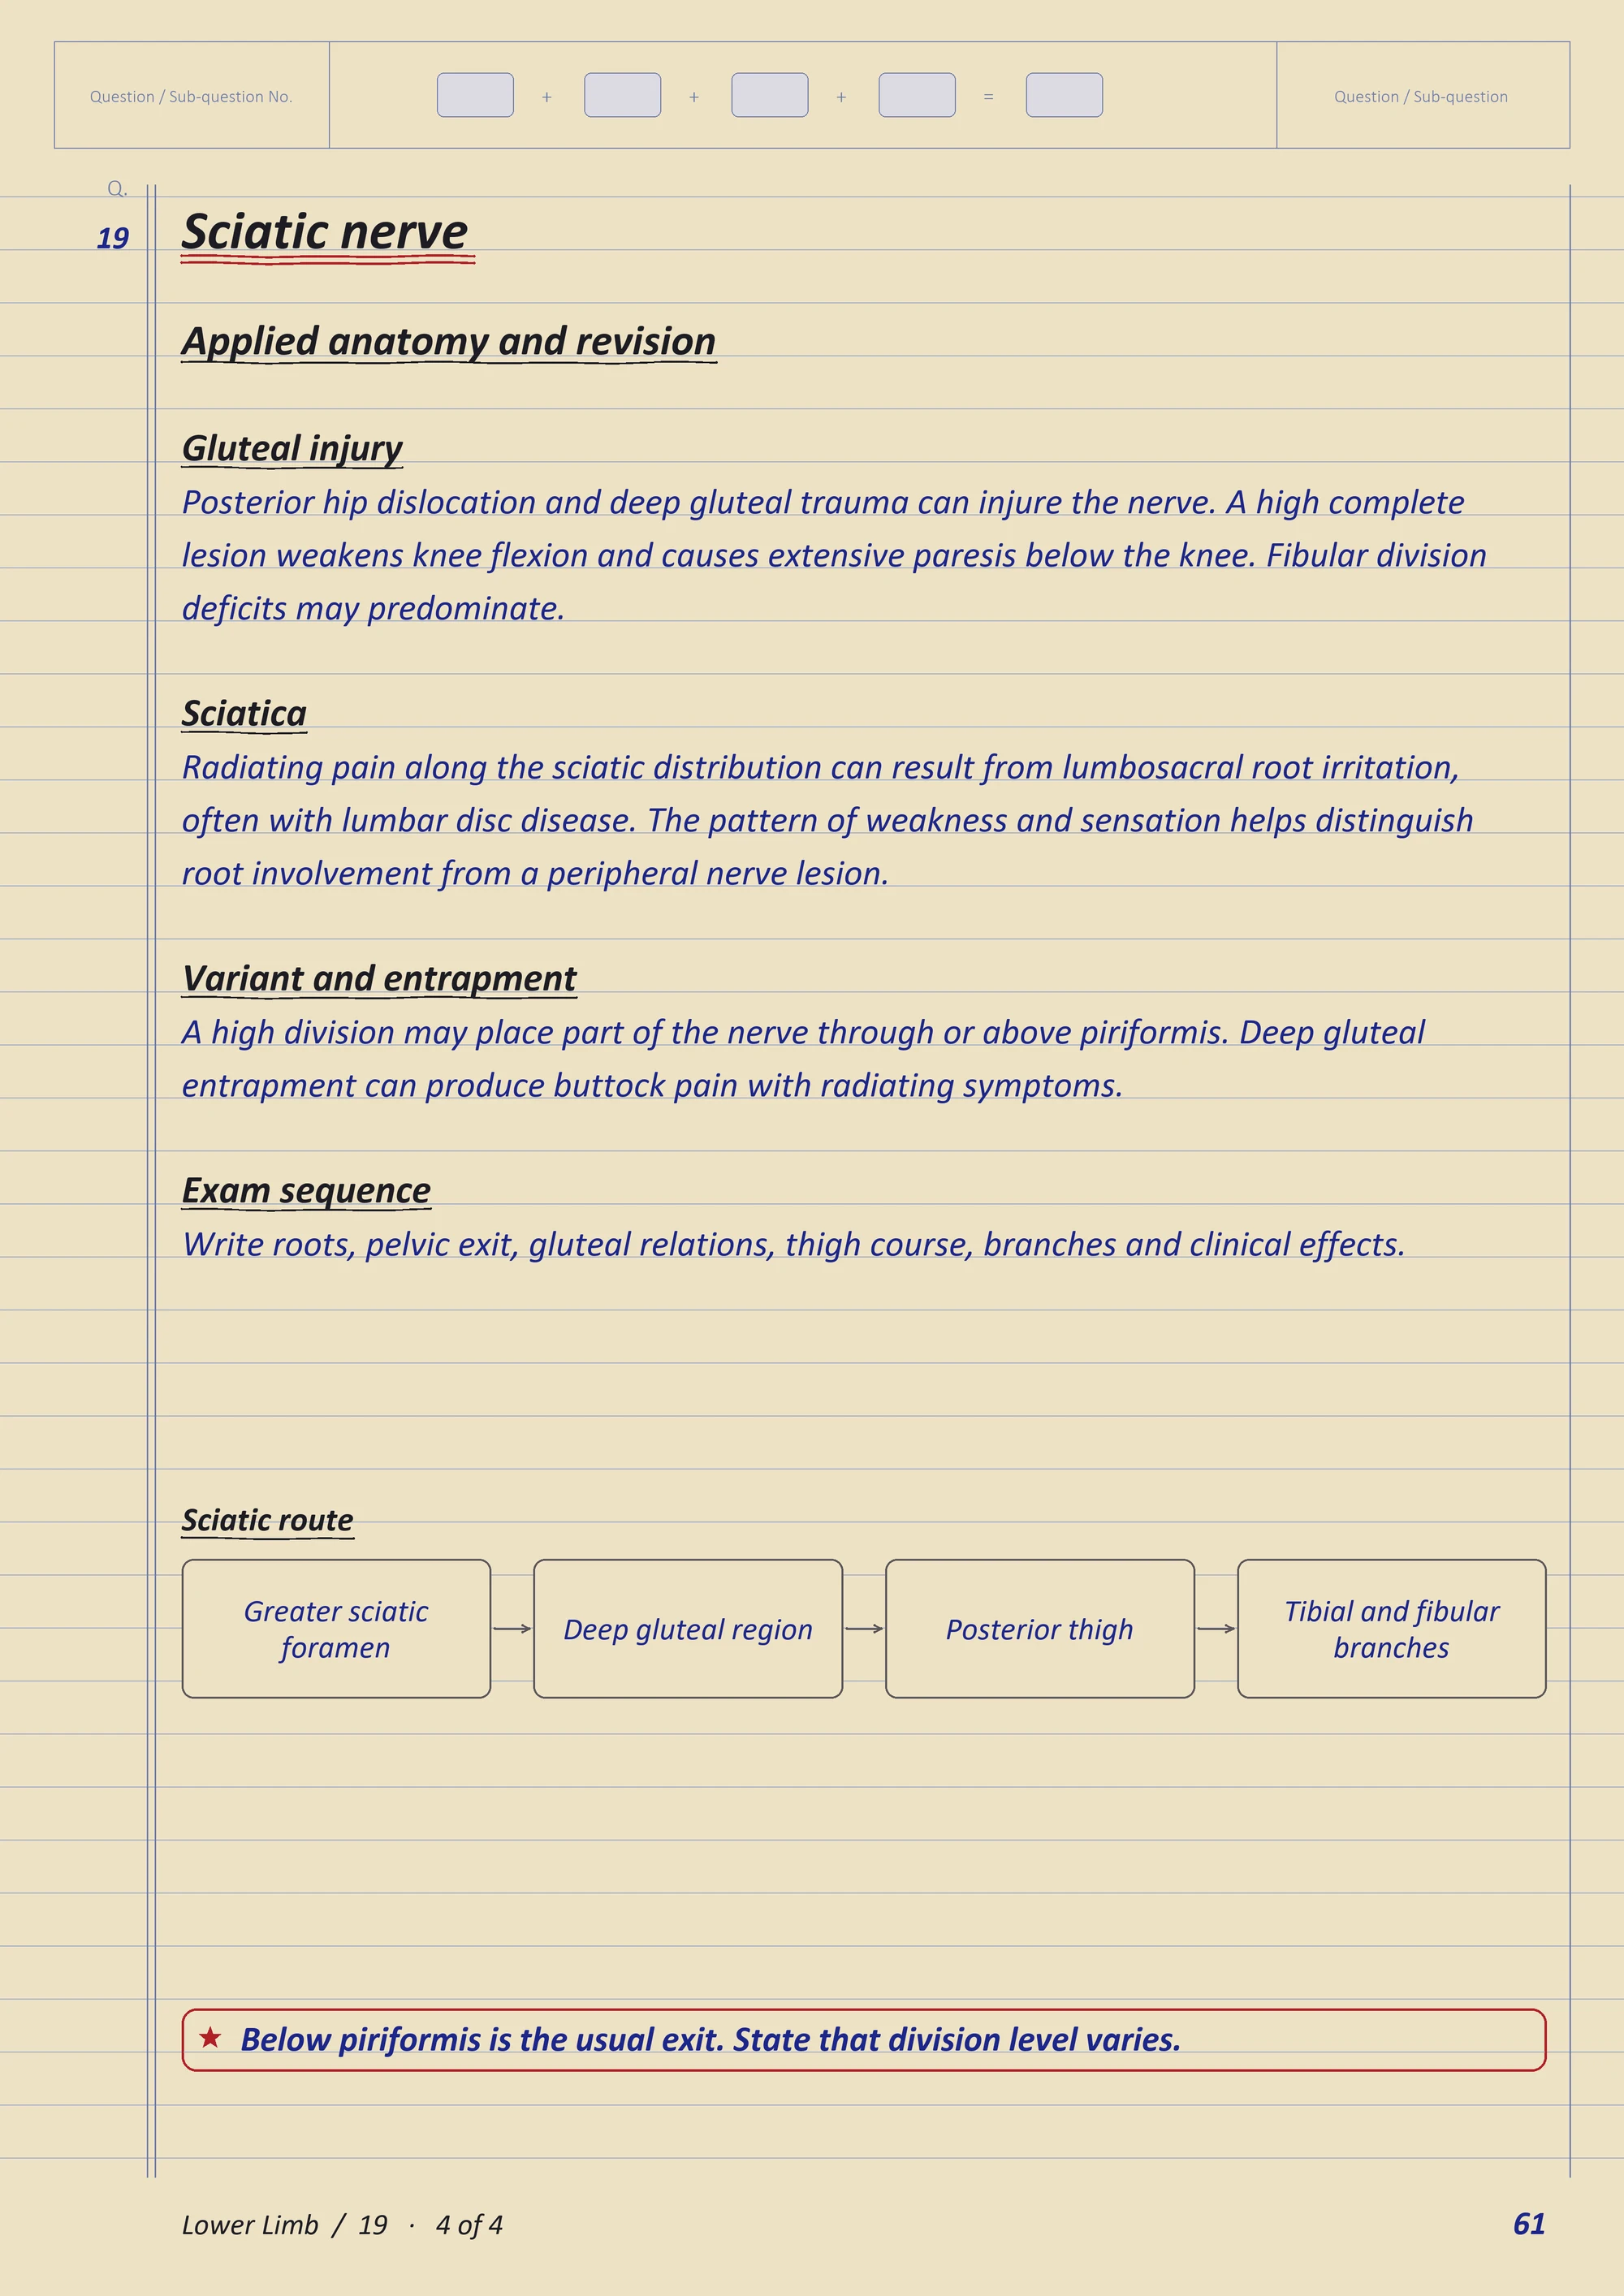 Question / Sub-question No.
+ + + =
Question / Sub-question
Q.
19
Sciatic nerve
Applied anatomy and revision
Gluteal injury
Posterior hip dislocation and deep gluteal trauma can injure the nerve. A high complete
lesion weakens knee flexion and causes extensive paresis below the knee. Fibular division
deficits may predominate.
Sciatica
Radiating pain along the sciatic distribution can result from lumbosacral root irritation,
often with lumbar disc disease. The pattern of weakness and sensation helps distinguish
root involvement from a peripheral nerve lesion.
Variant and entrapment
A high division may place part of the nerve through or above piriformis. Deep gluteal
entrapment can produce buttock pain with radiating symptoms.
Exam sequence
Write roots, pelvic exit, gluteal relations, thigh course, branches and clinical effects.
Sciatic route
Greater sciatic
foramen
Deep gluteal region
Posterior thigh
Tibial and fibular
branches
★ Below piriformis is the usual exit. State that division level varies.
Lower Limb / 19 · 4 of 4
61